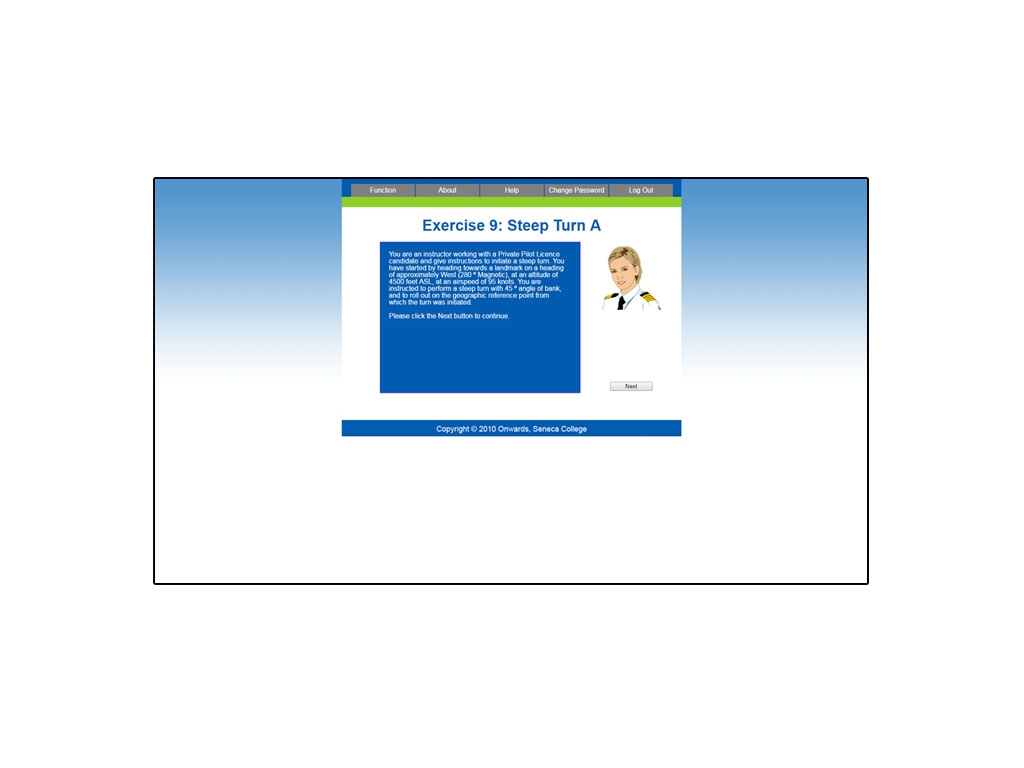 Function About Help Change Password Log Out
Exercise 9: Steep Turn A
You are an instructor working with a Private Pilot Licence
candidate and give instructions to initiate a steep turn. You
have started by heading towards a landmark on a heading
of approximately West (280 º Magnetic), at an altitude of
4500 feet ASL, at an airspeed of 95 knots. You are
instructed to perform a steep turn with 45 º angle of bank,
and to roll out on the geographic reference point from
which the turn was initiated.
Please click the Next button to continue.
Next
Copyright © 2010 Onwards, Seneca College